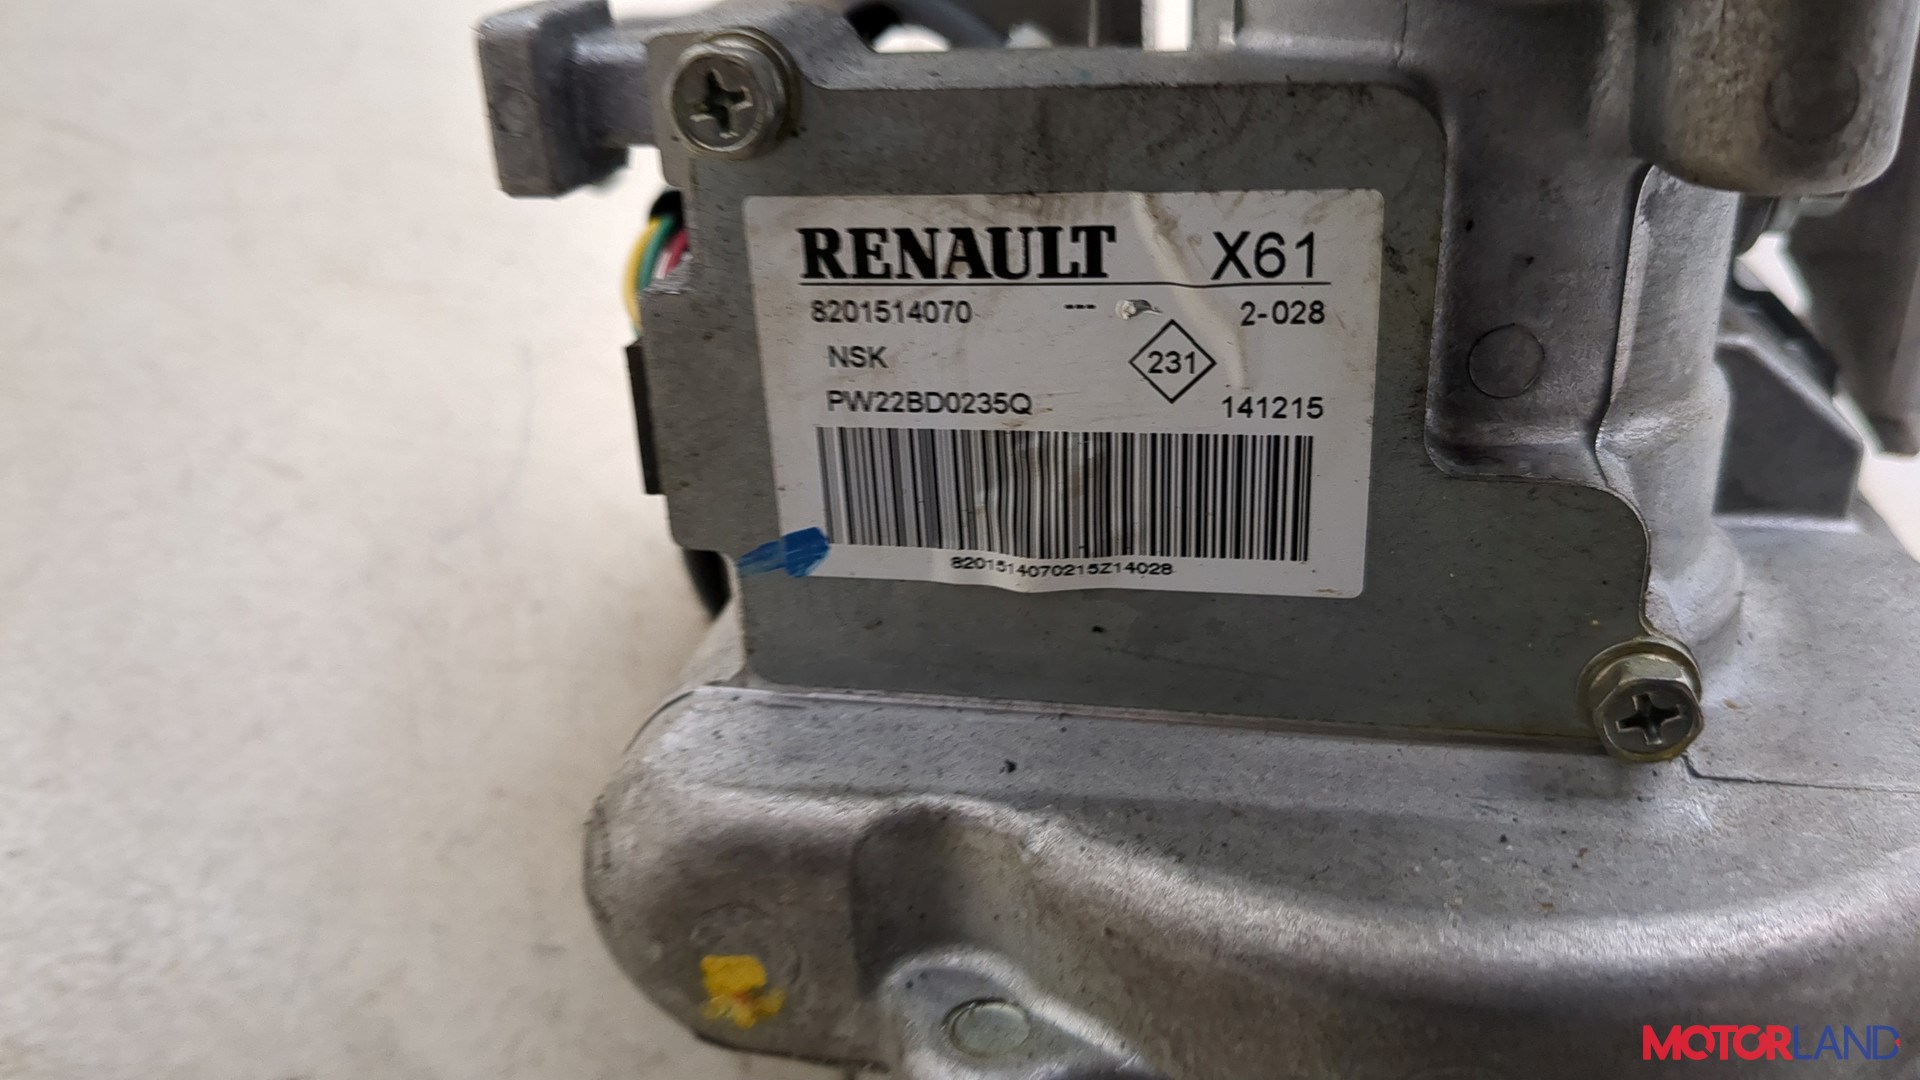 RENAULT X61
8201514070 --- 2-028
NSK 231
PW22BD0235Q 141215
8201514070215Z14028
MOTORLAND